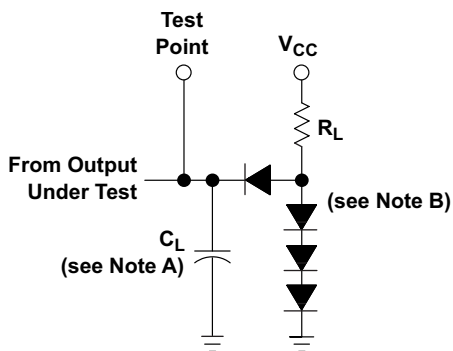 Test
Point
VCC
RL
From Output
Under Test
(see Note B)
CL
(see Note A)